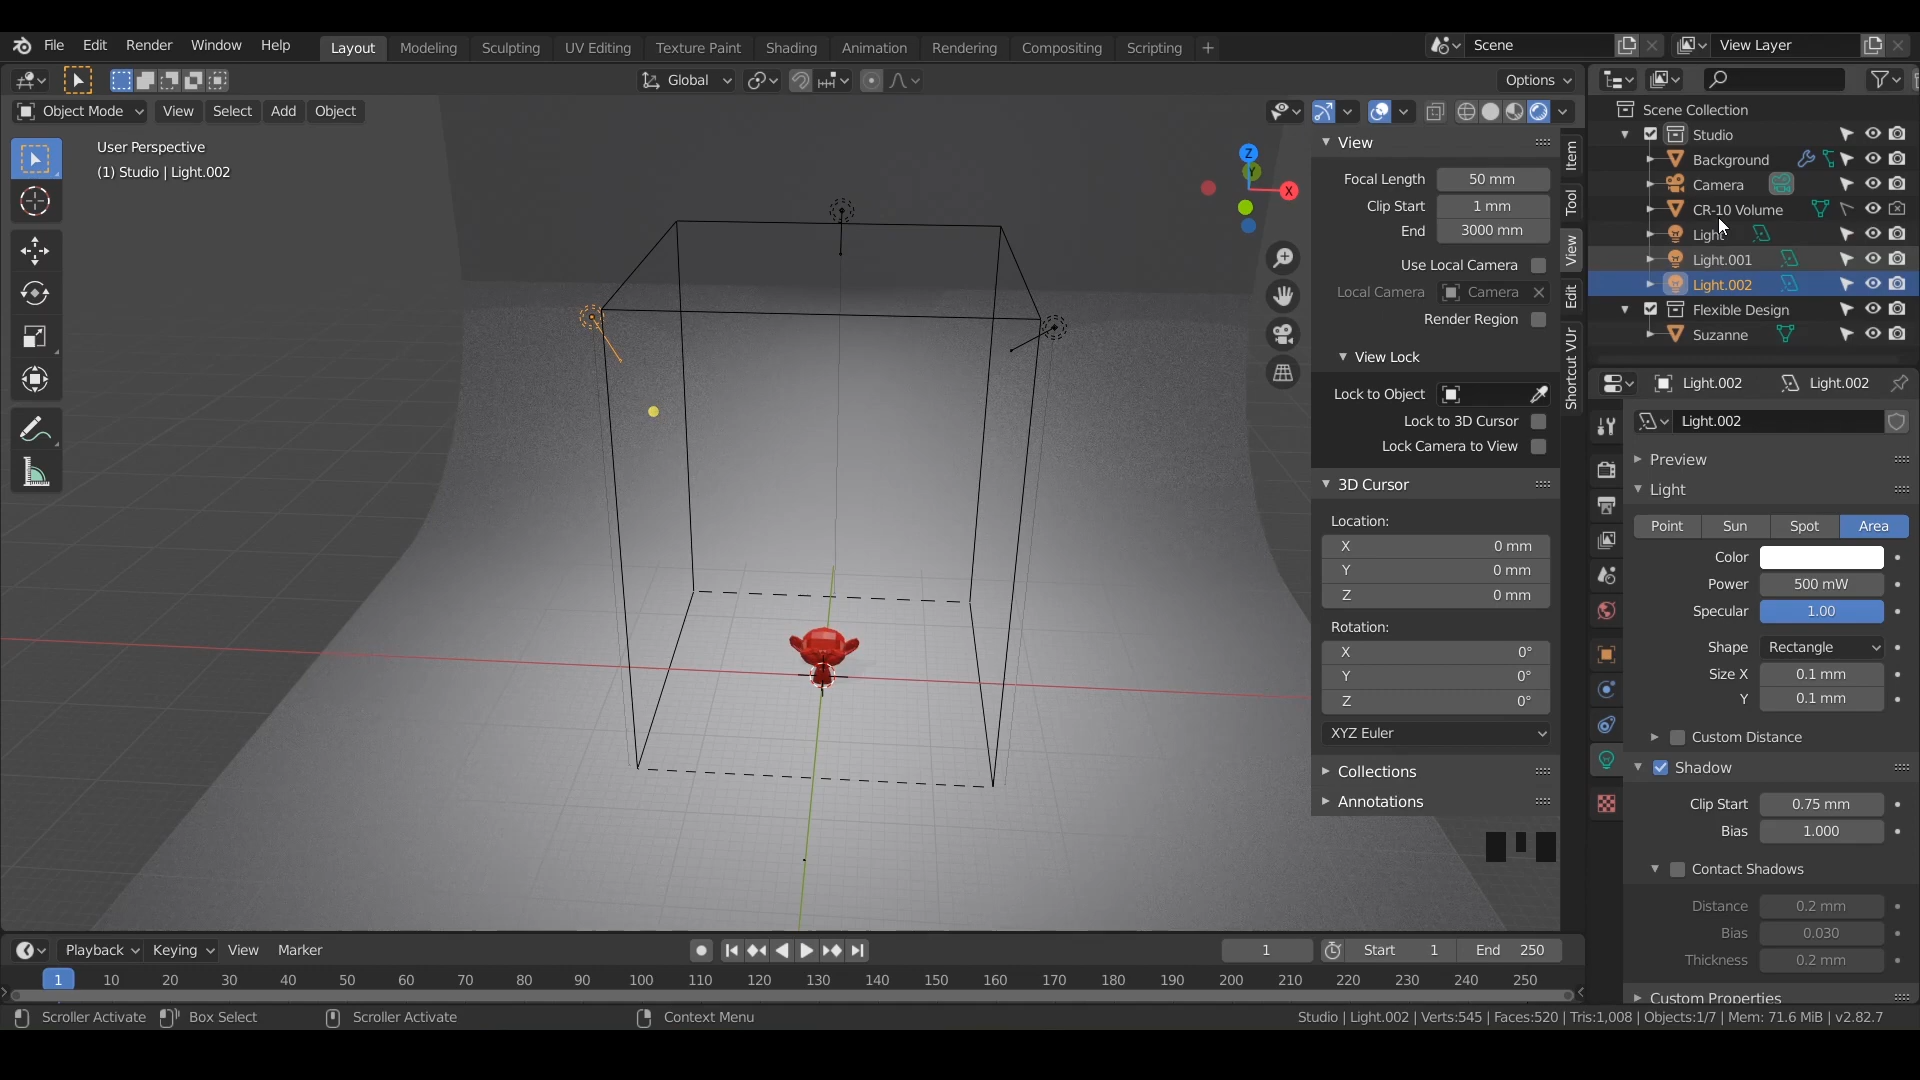 File Edit Render Window Help Layout Modeling Sculpting UV Editing Texture Paint Shading Animation Rendering Compositing Scripting + Scene View Layer
Global Options
Object Mode View Select Add Object
User Perspective
(1) Studio | Light.002
Z
Y
X
View
Focal Length 50 mm
Clip Start 1 mm
End 3000 mm
Use Local Camera
Local Camera Camera
Render Region
View Lock
Lock to Object
Lock to 3D Cursor
Lock Camera to View
3D Cursor
Location:
X 0 mm
Y 0 mm
Z 0 mm
Rotation:
X 0°
Y 0°
Z 0°
XYZ Euler
Collections
Annotations
Item
Tool
View
Edit
Shortcut VUr
Scene Collection
Studio
Background
Camera
CR-10 Volume
Light
Light.001
Light.002
Flexible Design
Suzanne
Light.002 Light.002
Light.002
Preview
Light
Point Sun Spot Area
Color
Power 500 mW
Specular 1.00
Shape Rectangle
Size X 0.1 mm
Y 0.1 mm
Custom Distance
Shadow
Clip Start 0.75 mm
Bias 1.000
Contact Shadows
Distance 0.2 mm
Bias 0.030
Thickness 0.2 mm
Custom Properties
Playback Keying View Marker 1 Start 1 End 250
1 10 20 30 40 50 60 70 80 90 100 110 120 130 140 150 160 170 180 190 200 210 220 230 240 250
Scroller Activate Box Select Scroller Activate Context Menu Studio | Light.002 | Verts:545 | Faces:520 | Tris:1,008 | Objects:1/7 | Mem: 71.6 MiB | v2.82.7